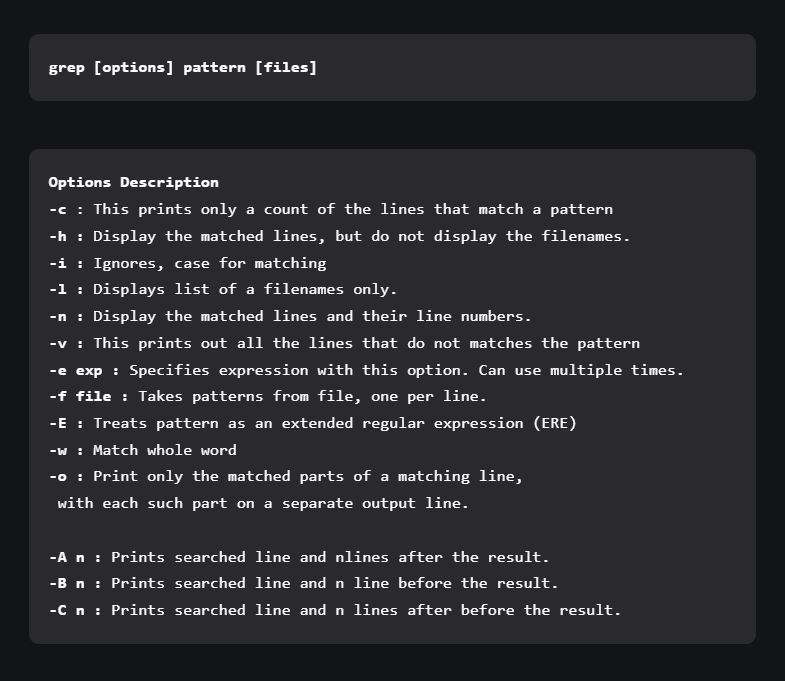 grep [options] pattern [files]
Options Description
-c : This prints only a count of the lines that match a pattern
-h : Display the matched lines, but do not display the filenames.
-i : Ignores, case for matching
-l : Displays list of a filenames only.
-n : Display the matched lines and their line numbers.
-v : This prints out all the lines that do not matches the pattern
-e exp : Specifies expression with this option. Can use multiple times.
-f file : Takes patterns from file, one per line.
-E : Treats pattern as an extended regular expression (ERE)
-w : Match whole word
-o : Print only the matched parts of a matching line,
with each such part on a separate output line.
-A n : Prints searched line and nlines after the result.
-B n : Prints searched line and n line before the result.
-C n : Prints searched line and n lines after before the result.